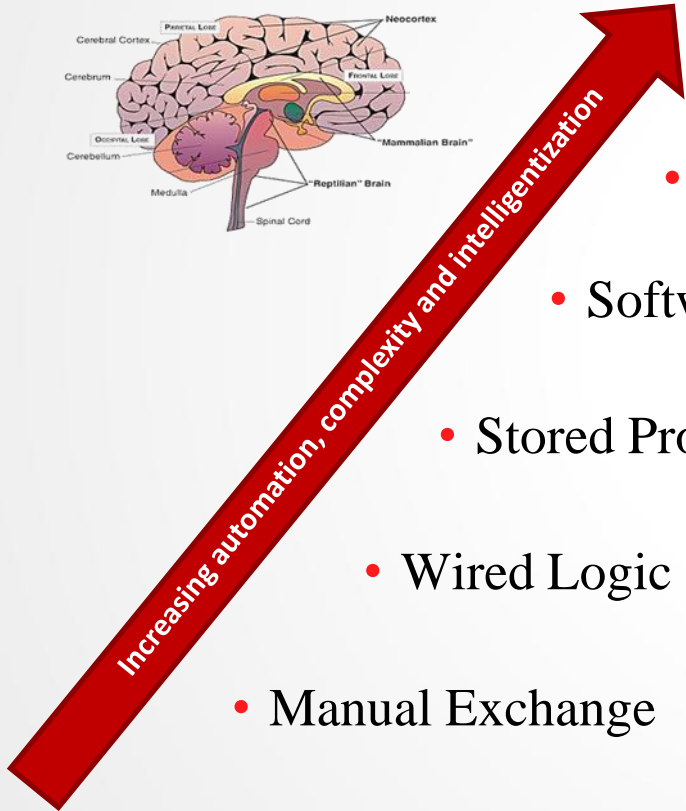 PARIETAL LOBE
Neocortex
Cerebral Cortex
Cerebrum
FRONTAL LOBE
OCCIPITAL LOBE
"Mammalian Brain"
Cerebellum
"Reptilian" Brain
Medulla
Spinal Cord
Increasing automation, complexity and intelligentization
• Softw
• Stored Pro
• Wired Logic
• Manual Exchange